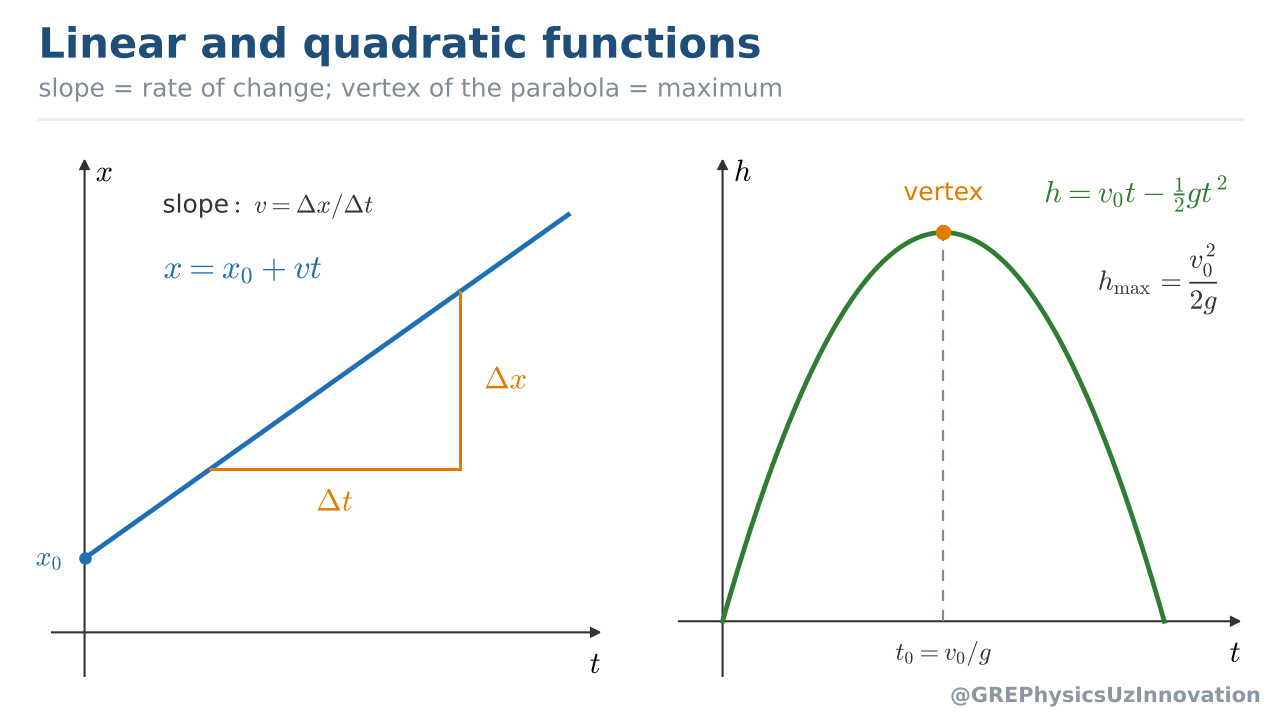 Linear and quadratic functions
slope = rate of change; vertex of the parabola = maximum
x
slope: v = Δx/Δt
x = x₀ + vt
Δx
Δt
x₀
t
h
vertex
h = v₀t − ½gt²
h_max = v₀²/2g
t₀ = v₀/g
t
@GREPhysicsUzInnovation